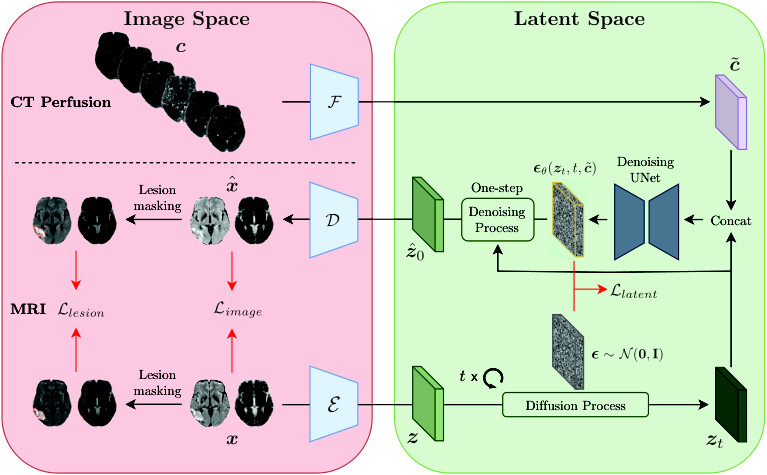 Image Space
Latent Space
c
c̃
CT Perfusion
ℱ
x̂
Lesion
masking
𝒟
ẑ₀
One-step
Denoising
Process
ϵ_θ(z_t, t, c̃)
Denoising
UNet
Concat
MRI
ℒ_lesion
ℒ_image
ℒ_latent
ϵ ∼ 𝒩(0, I)
Lesion
masking
x
ℰ
z
t x
Diffusion Process
z_t